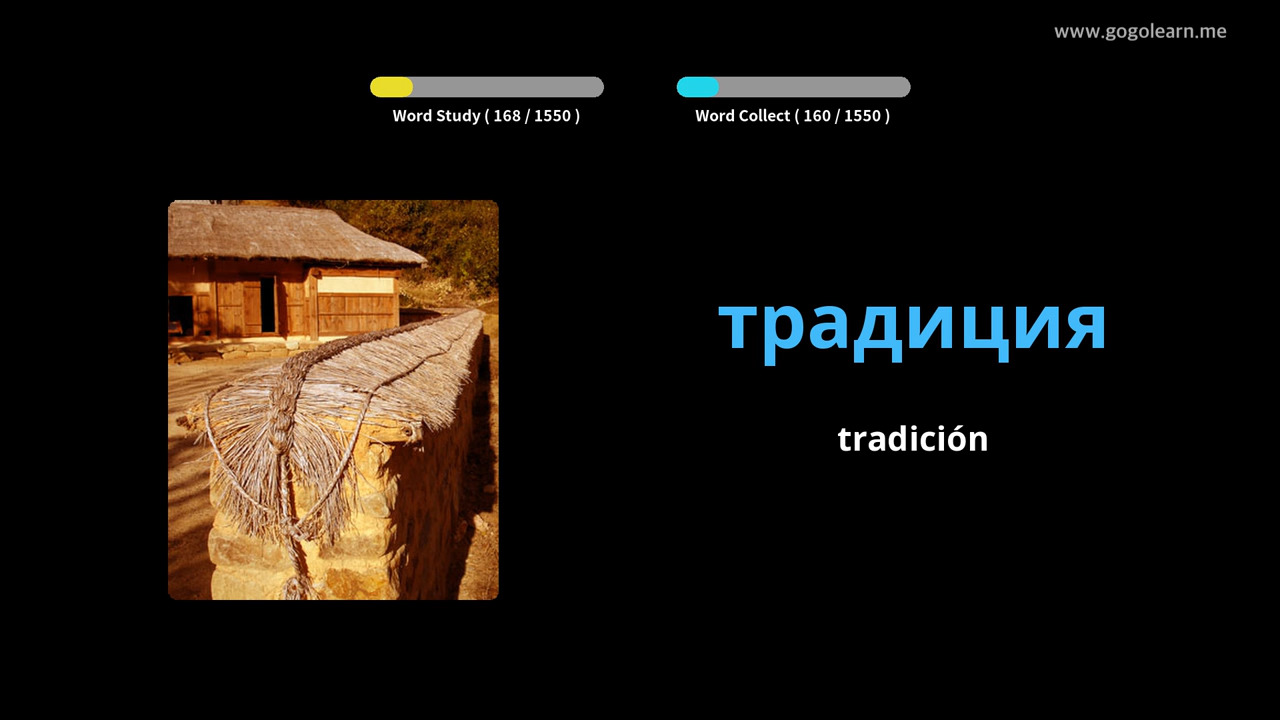 www.gogolearn.me
Word Study ( 168 / 1550 )
Word Collect ( 160 / 1550 )
традиция
tradición